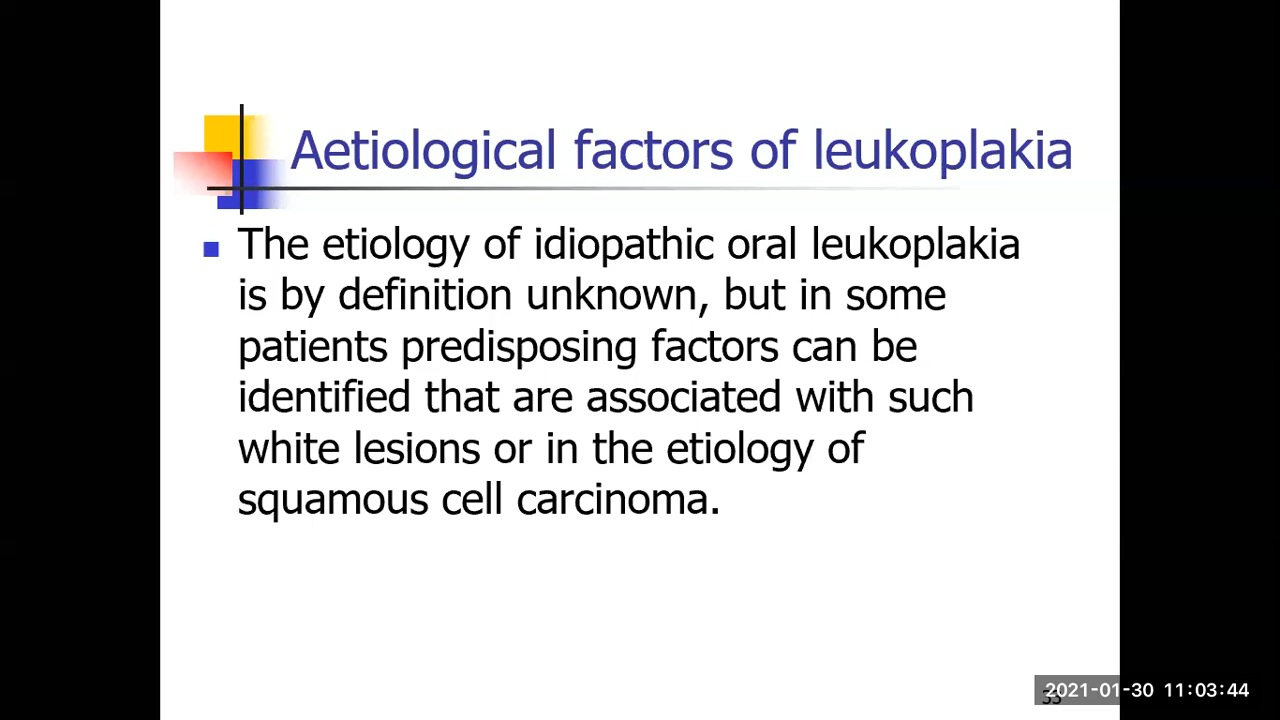 Aetiological factors of leukoplakia
The etiology of idiopathic oral leukoplakia
is by definition unknown, but in some
patients predisposing factors can be
identified that are associated with such
white lesions or in the etiology of
squamous cell carcinoma.
2021-01-30 11:03:44